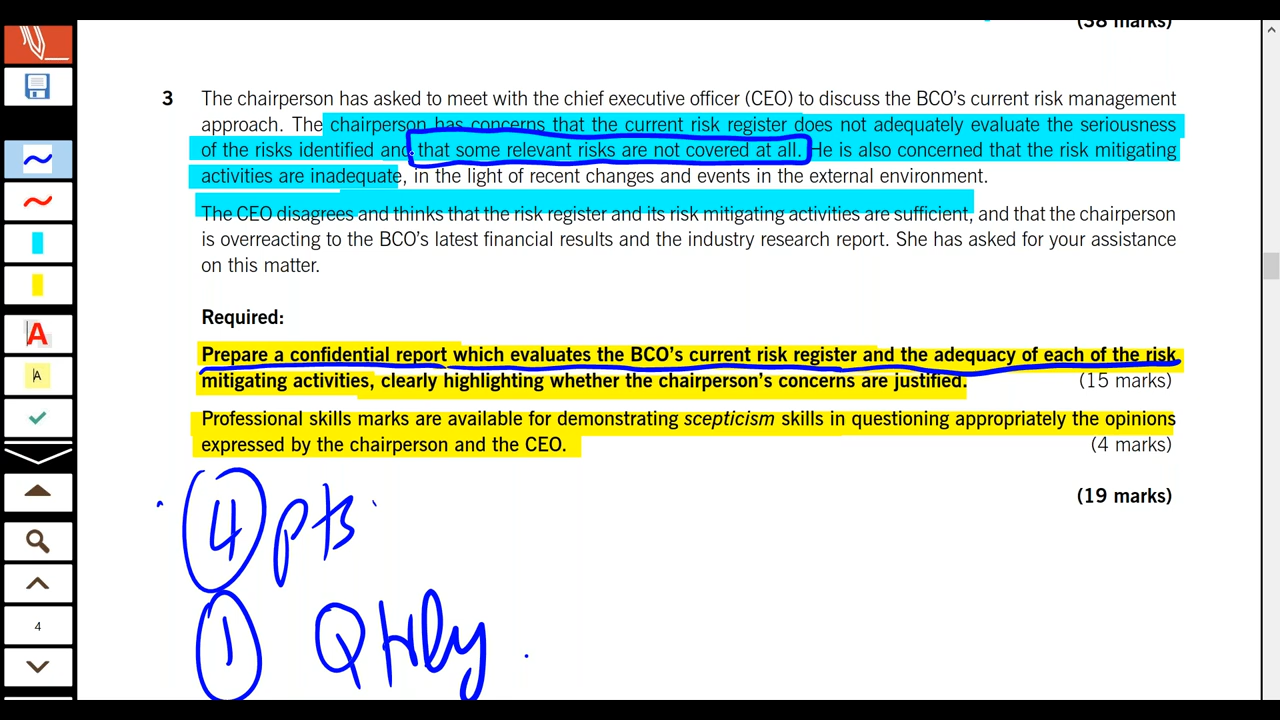 (38 marks)
3 The chairperson has asked to meet with the chief executive officer (CEO) to discuss the BCO's current risk management
approach. The chairperson has concerns that the current risk register does not adequately evaluate the seriousness
of the risks identified and that some relevant risks are not covered at all. He is also concerned that the risk mitigating
activities are inadequate, in the light of recent changes and events in the external environment.
The CEO disagrees and thinks that the risk register and its risk mitigating activities are sufficient, and that the chairperson
is overreacting to the BCO's latest financial results and the industry research report. She has asked for your assistance
on this matter.
Required:
Prepare a confidential report which evaluates the BCO's current risk register and the adequacy of each of the risk
mitigating activities, clearly highlighting whether the chairperson's concerns are justified. (15 marks)
Professional skills marks are available for demonstrating scepticism skills in questioning appropriately the opinions
expressed by the chairperson and the CEO. (4 marks)
(19 marks)
4 pts
1
A
A
4